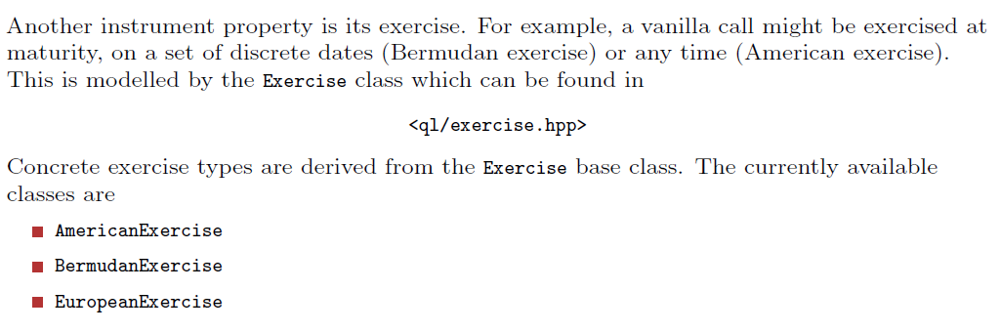 Another instrument property is its exercise. For example, a vanilla call might be exercised at
maturity, on a set of discrete dates (Bermudan exercise) or any time (American exercise).
This is modelled by the Exercise class which can be found in
<ql/exercise.hpp>
Concrete exercise types are derived from the Exercise base class. The currently available
classes are
AmericanExercise
BermudanExercise
EuropeanExercise